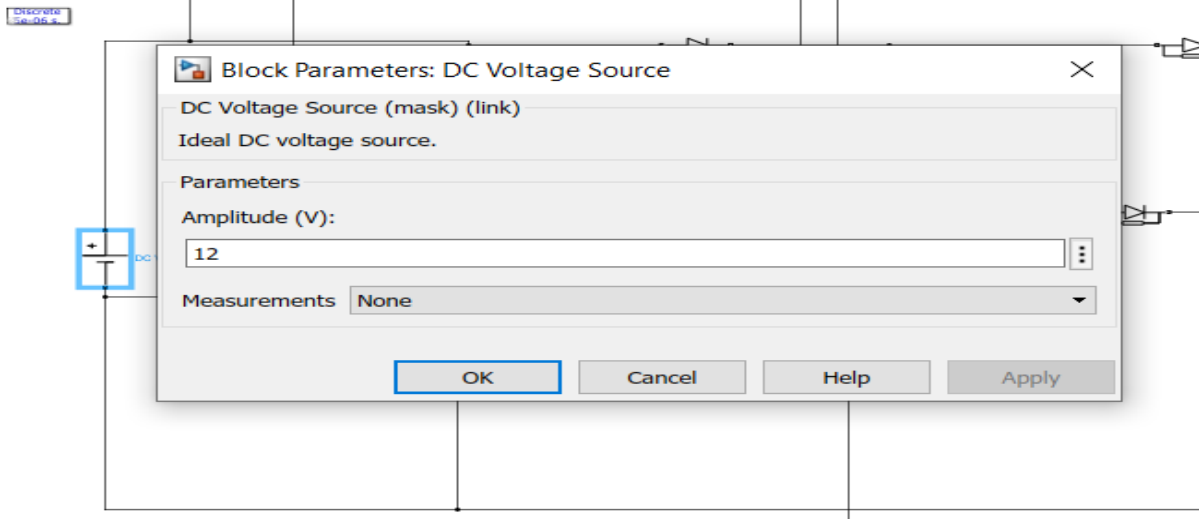 Discrete
5e-06 s.
Block Parameters: DC Voltage Source
DC Voltage Source (mask) (link)
Ideal DC voltage source.
Parameters
Amplitude (V):
+
DC V
12
Measurements None
OK Cancel Help Apply